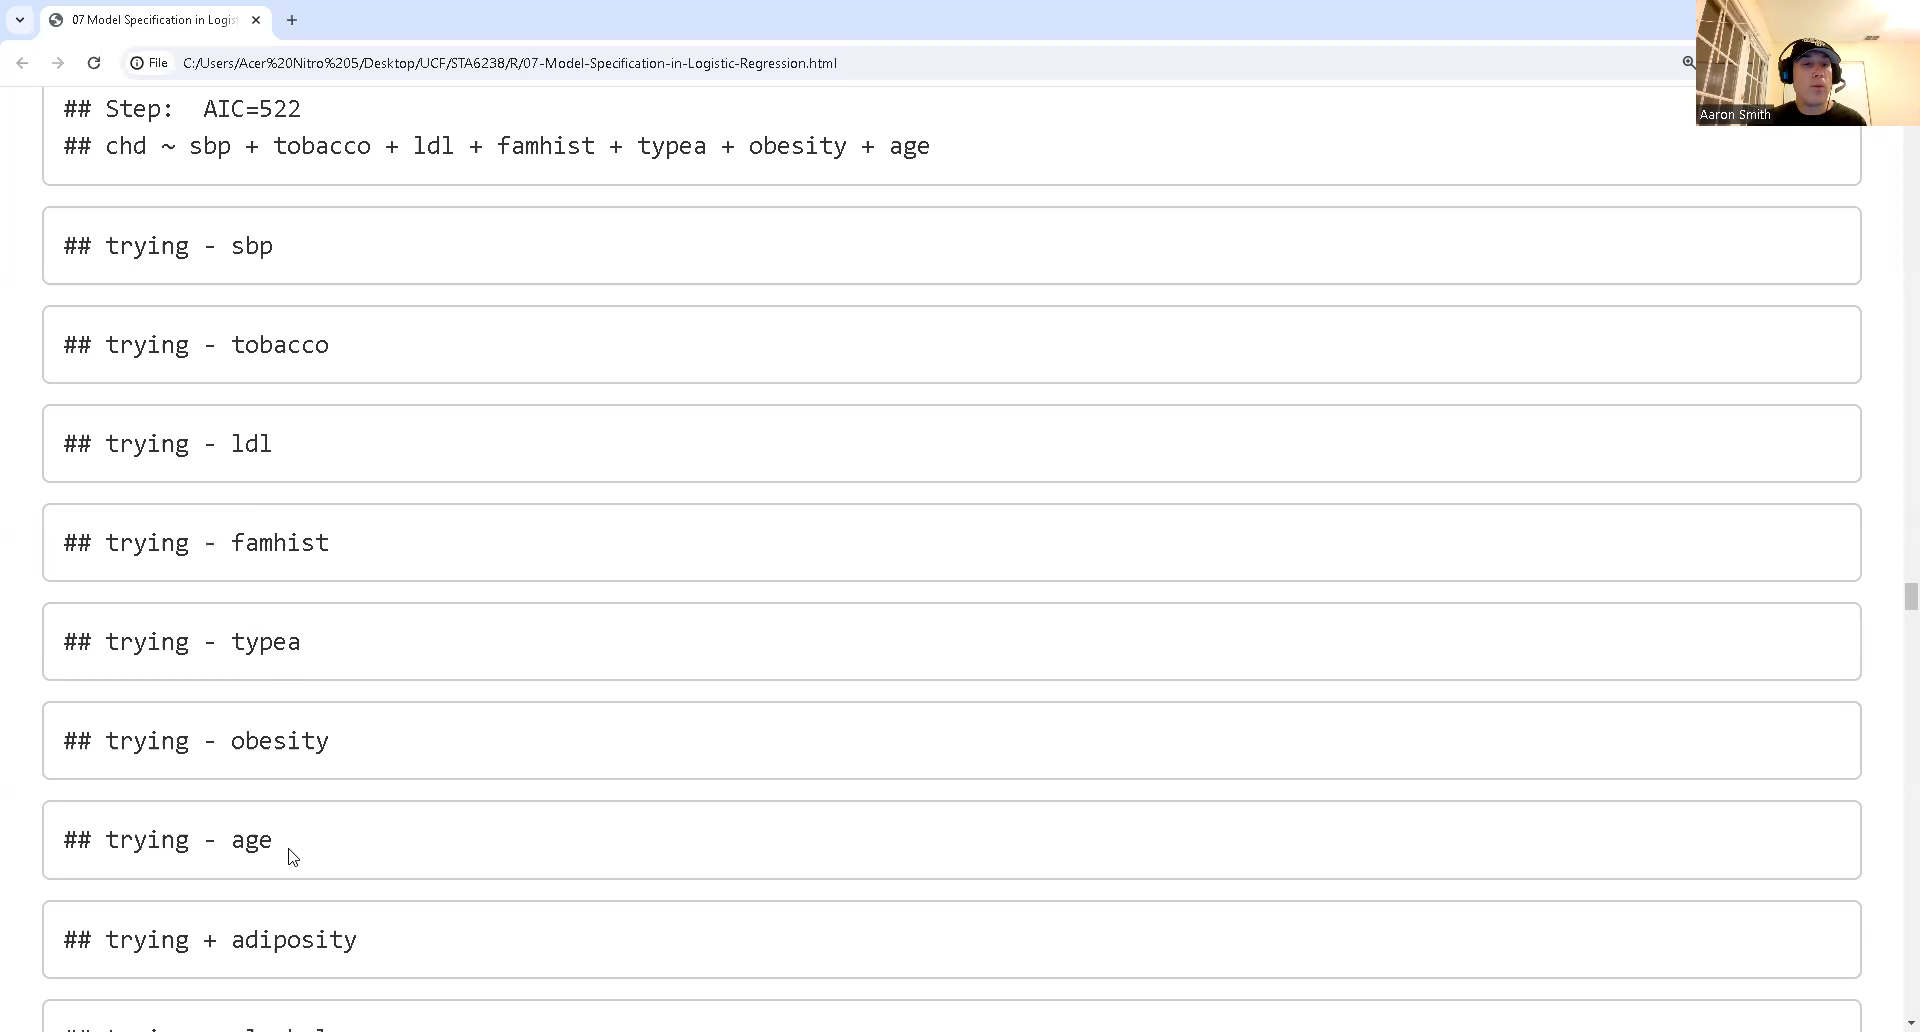 07 Model Specification in Logis
File
C:/Users/Acer%20Nitro%205/Desktop/UCF/STA6238/R/07-Model-Specification-in-Logistic-Regression.html
Aaron Smith
## Step:  AIC=522
## chd ~ sbp + tobacco + ldl + famhist + typea + obesity + age
## trying - sbp
## trying - tobacco
## trying - ldl
## trying - famhist
## trying - typea
## trying - obesity
## trying - age
## trying + adiposity